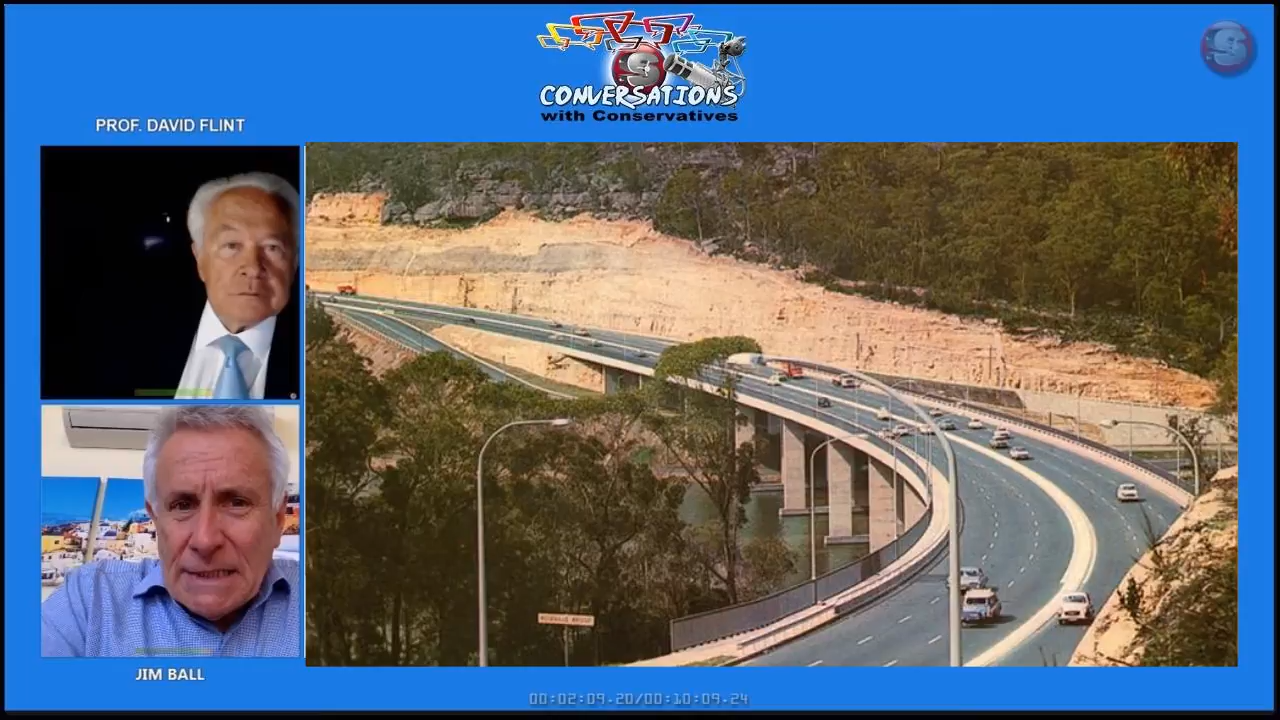 CONVERSATIONS
with Conservatives
S
PROF. DAVID FLINT
JIM BALL
00:02:09.20/00:10:09.24